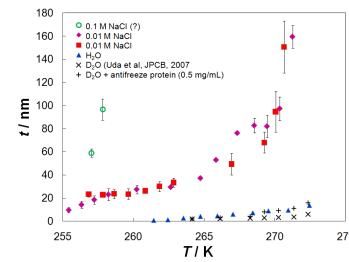 180
160
140
120
100
80
60
40
20
0
t / nm
0.1 M NaCl (?)
0.01 M NaCl
0.01 M NaCl
H₂O
D₂O (Uda et al, JPCB, 2007
D₂O + antifreeze protein (0.5 mg/mL)
255 260 265 270 27
T / K